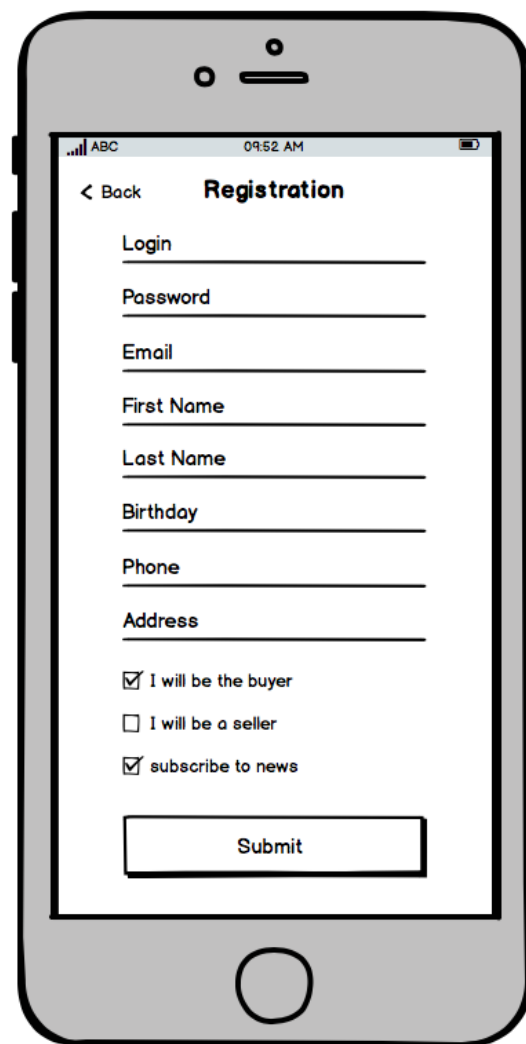 ABC 09:52 AM
Back Registration
Login
Password
Email
First Name
Last Name
Birthday
Phone
Address
I will be the buyer
I will be a seller
subscribe to news
Submit